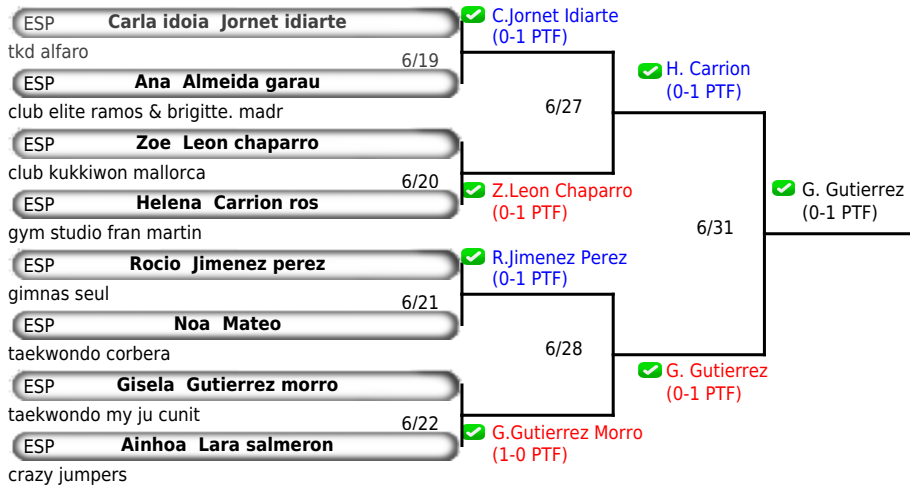 ESP Carla idoia Jornet idiarte
tkd alfaro
6/19
ESP Ana Almeida garau
club elite ramos & brigitte. madr
ESP Zoe Leon chaparro
club kukkiwon mallorca
6/20
ESP Helena Carrion ros
gym studio fran martin
ESP Rocio Jimenez perez
gimnas seul
6/21
ESP Noa Mateo
taekwondo corbera
ESP Gisela Gutierrez morro
taekwondo my ju cunit
6/22
ESP Ainhoa Lara salmeron
crazy jumpers
C.Jornet Idiarte
(0-1 PTF)
6/27
Z.Leon Chaparro
(0-1 PTF)
R.Jimenez Perez
(0-1 PTF)
6/28
G.Gutierrez Morro
(1-0 PTF)
H. Carrion
(0-1 PTF)
6/31
G. Gutierrez
(0-1 PTF)
G. Gutierrez
(0-1 PTF)